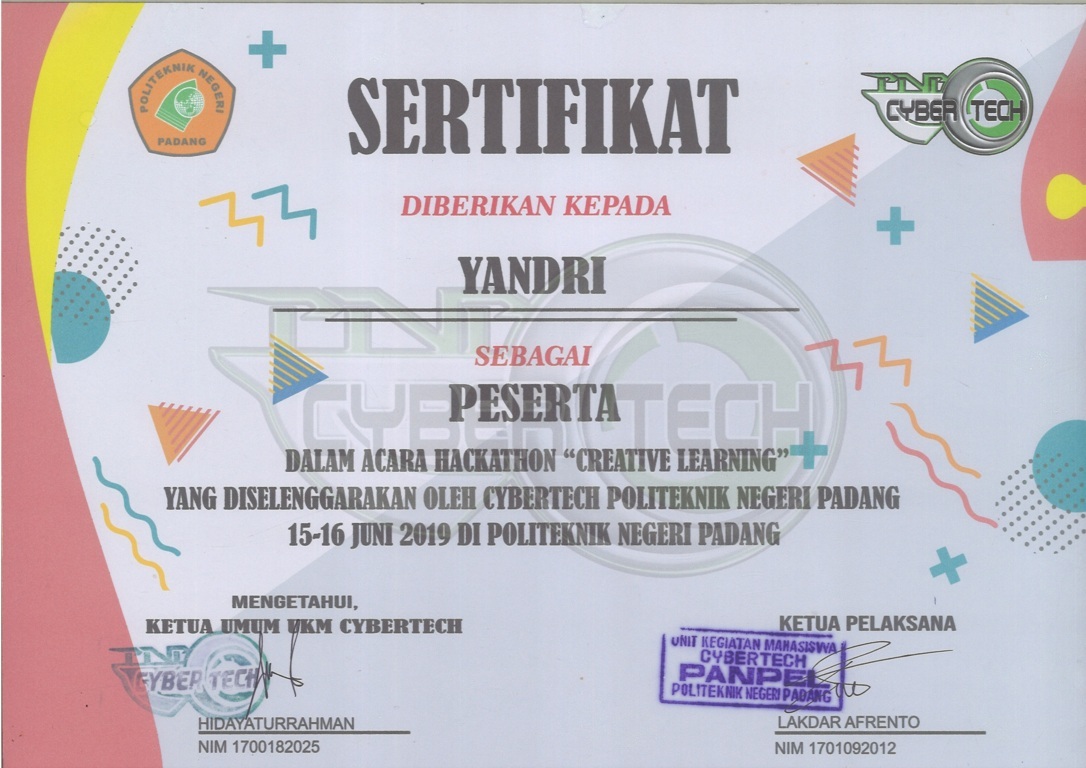 POLITEKNIK NEGERI
PADANG
PNP
CYBER TECH
SERTIFIKAT
DIBERIKAN KEPADA
YANDRI
PNP
CYBER TECH
SEBAGAI
PESERTA
DALAM ACARA HACKATHON “CREATIVE LEARNING”
YANG DISELENGGARAKAN OLEH CYBERTECH POLITEKNIK NEGERI PADANG
15-16 JUNI 2019 DI POLITEKNIK NEGERI PADANG
MENGETAHUI,
KETUA UMUM UKM CYBERTECH
PNP
CYBER TECH
HIDAYATURRAHMAN
NIM 1700182025
KETUA PELAKSANA
UNIT KEGIATAN MAHASISWA
CYBERTECH
PANPEL
POLITEKNIK NEGERI PADANG
LAKDAR AFRENTO
NIM 1701092012